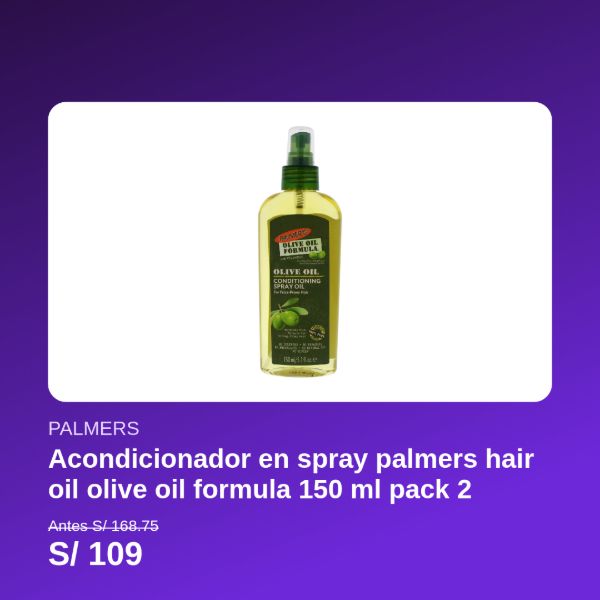 PALMER'S
OLIVE OIL
FORMULA
OLIVE OIL
CONDITIONING
SPRAY OIL
PALMERS
Acondicionador en spray palmers hair
oil olive oil formula 150 ml pack 2
Antes S/ 168.75
S/ 109